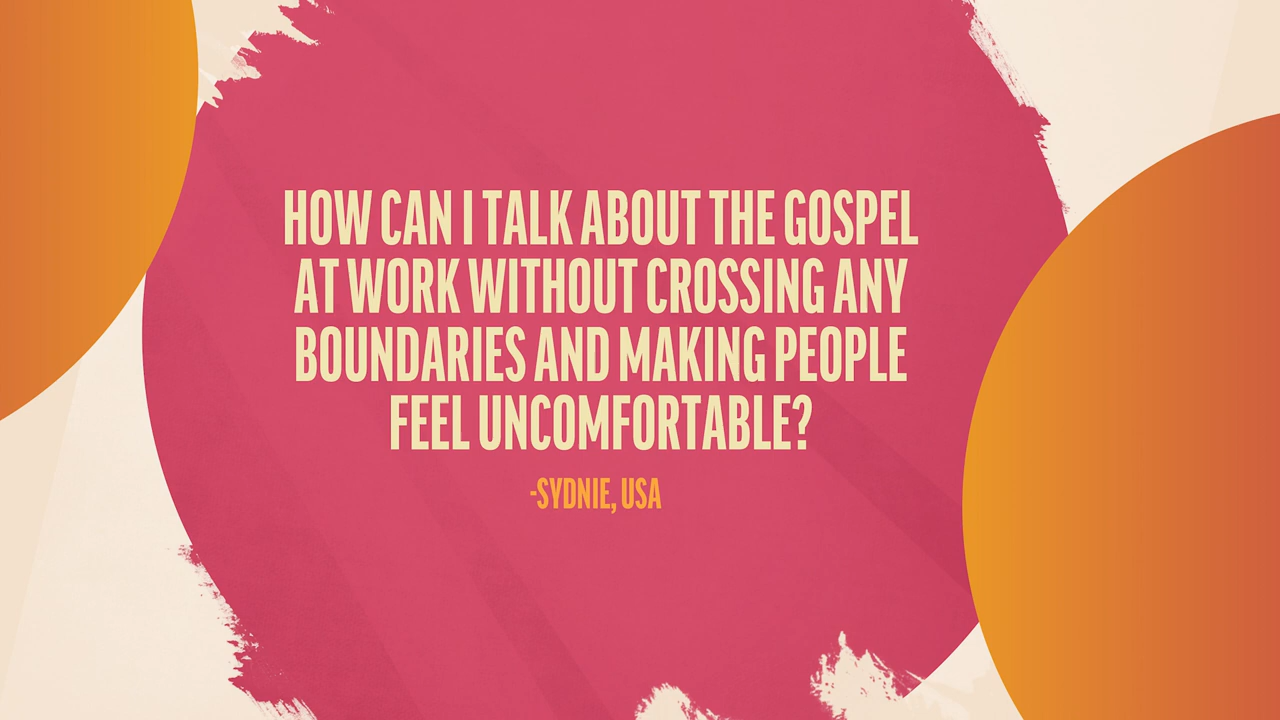 HOW CAN I TALK ABOUT THE GOSPEL
AT WORK WITHOUT CROSSING ANY
BOUNDARIES AND MAKING PEOPLE
FEEL UNCOMFORTABLE?
-SYDNIE, USA